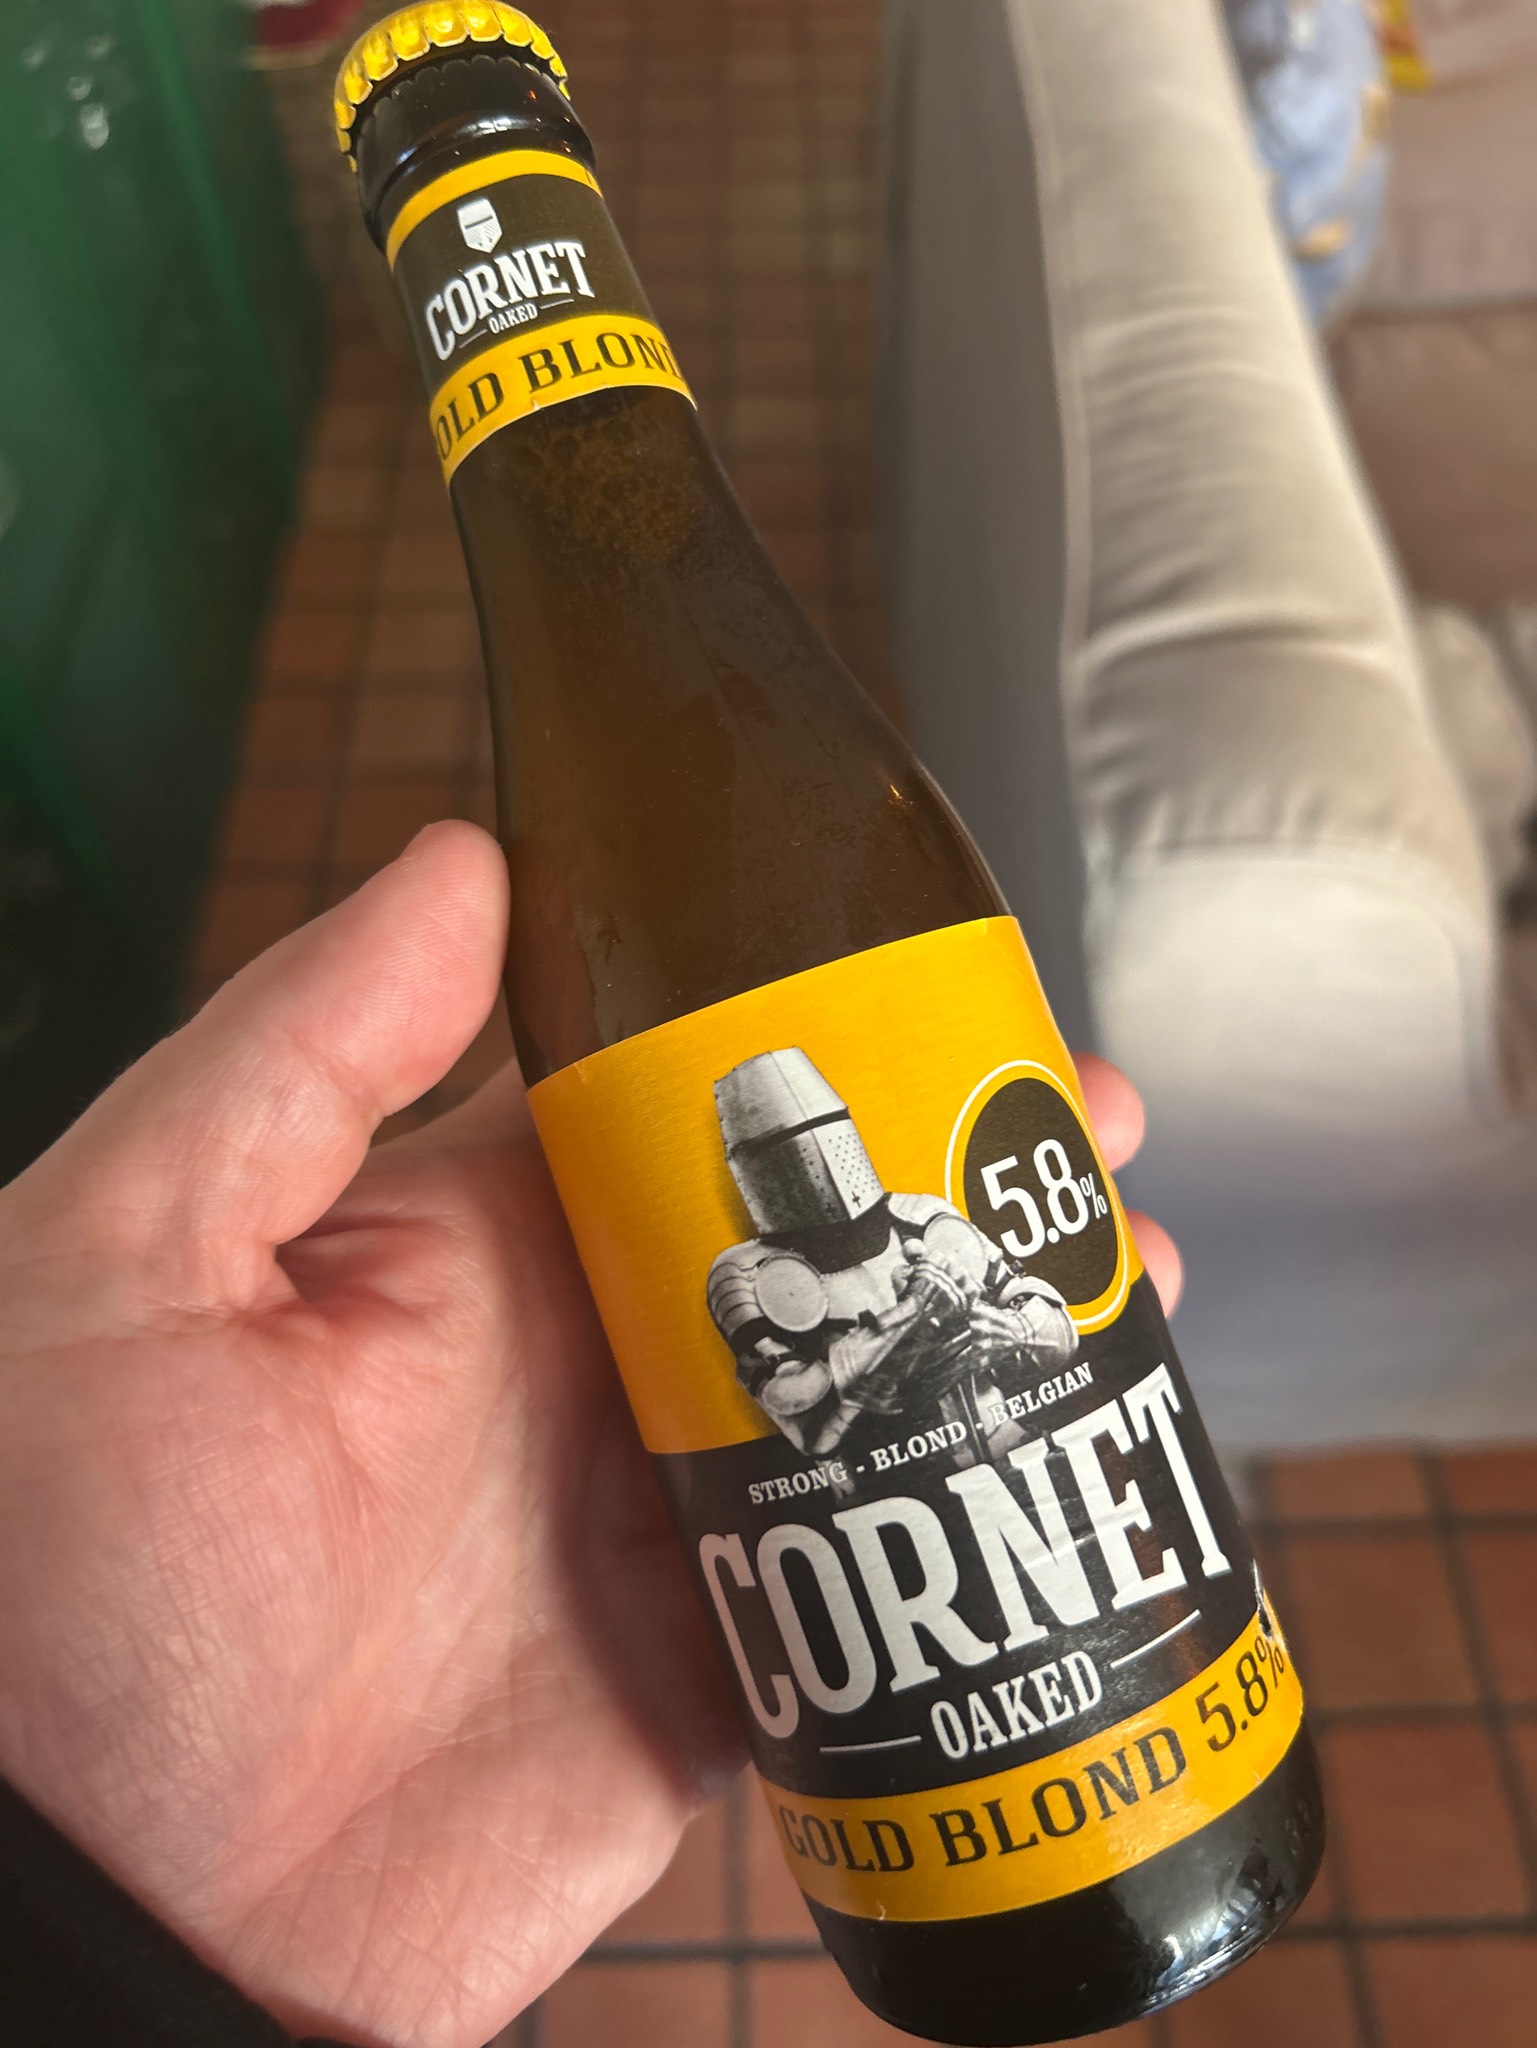 CORNET
OAKED
OLD BLOND
5.8%
STRONG - BLOND - BELGIAN
CORNET
OAKED
GOLD BLOND 5.8%